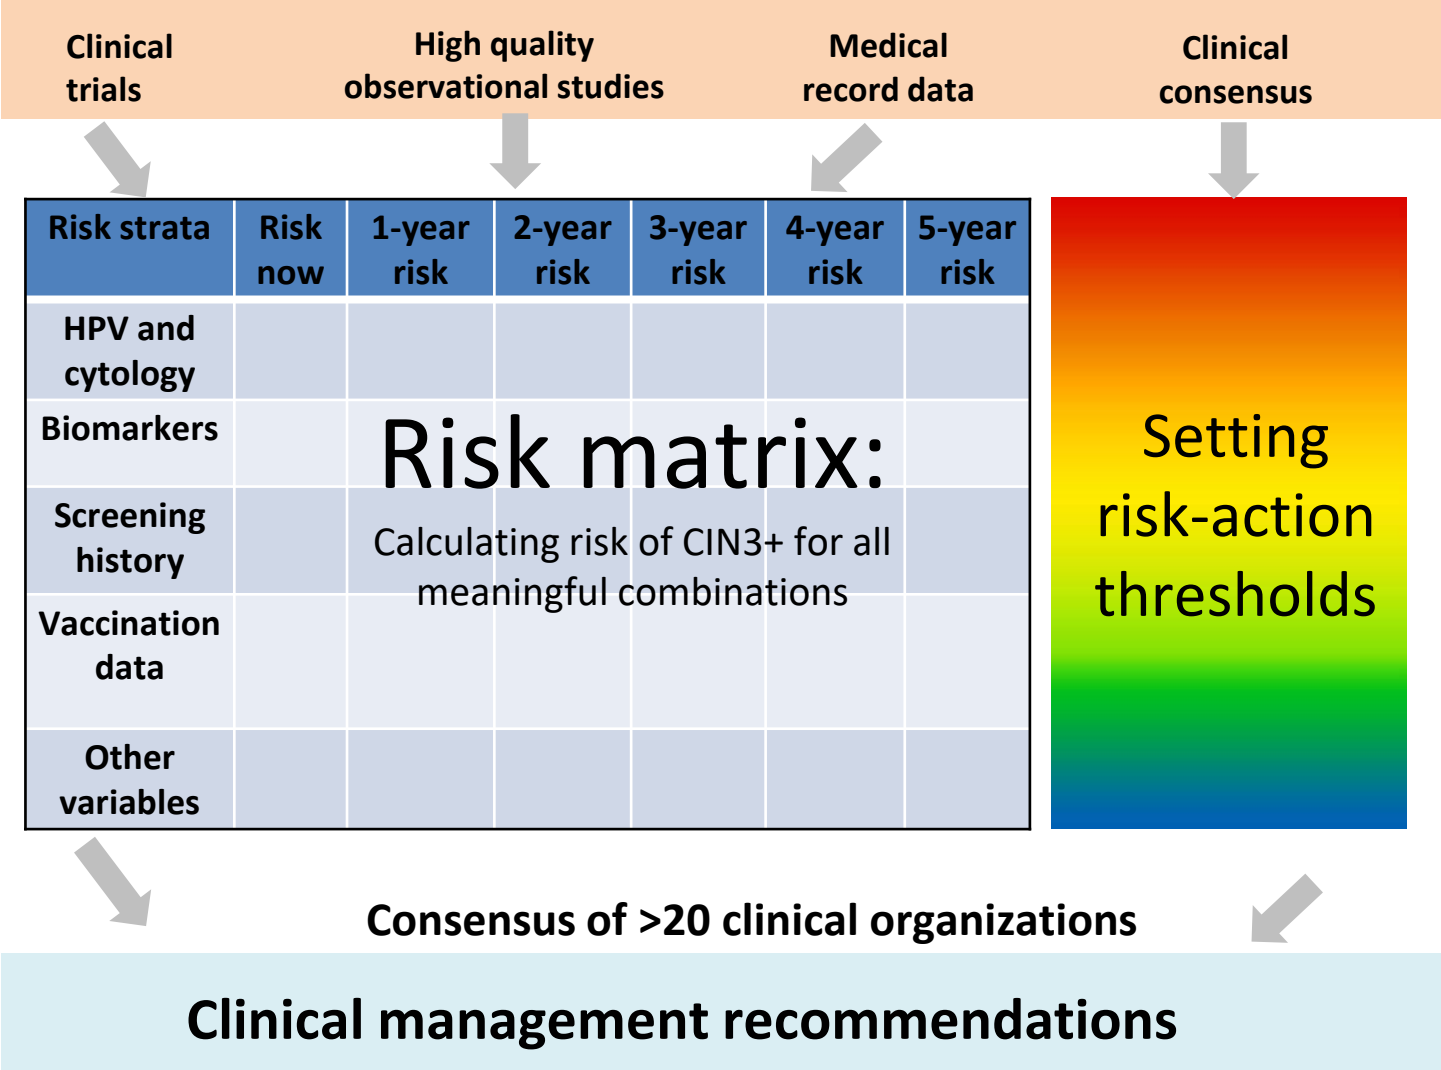 Clinical
trials
High quality
observational studies
Medical
record data
Clinical
consensus
Risk strata
Risk
now
1-year
risk
2-year
risk
3-year
risk
4-year
risk
5-year
risk
HPV and
cytology
Biomarkers
Screening
history
Vaccination
data
Other
variables
Risk matrix:
Calculating risk of CIN3+ for all
meaningful combinations
Setting
risk-action
thresholds
Consensus of >20 clinical organizations
Clinical management recommendations